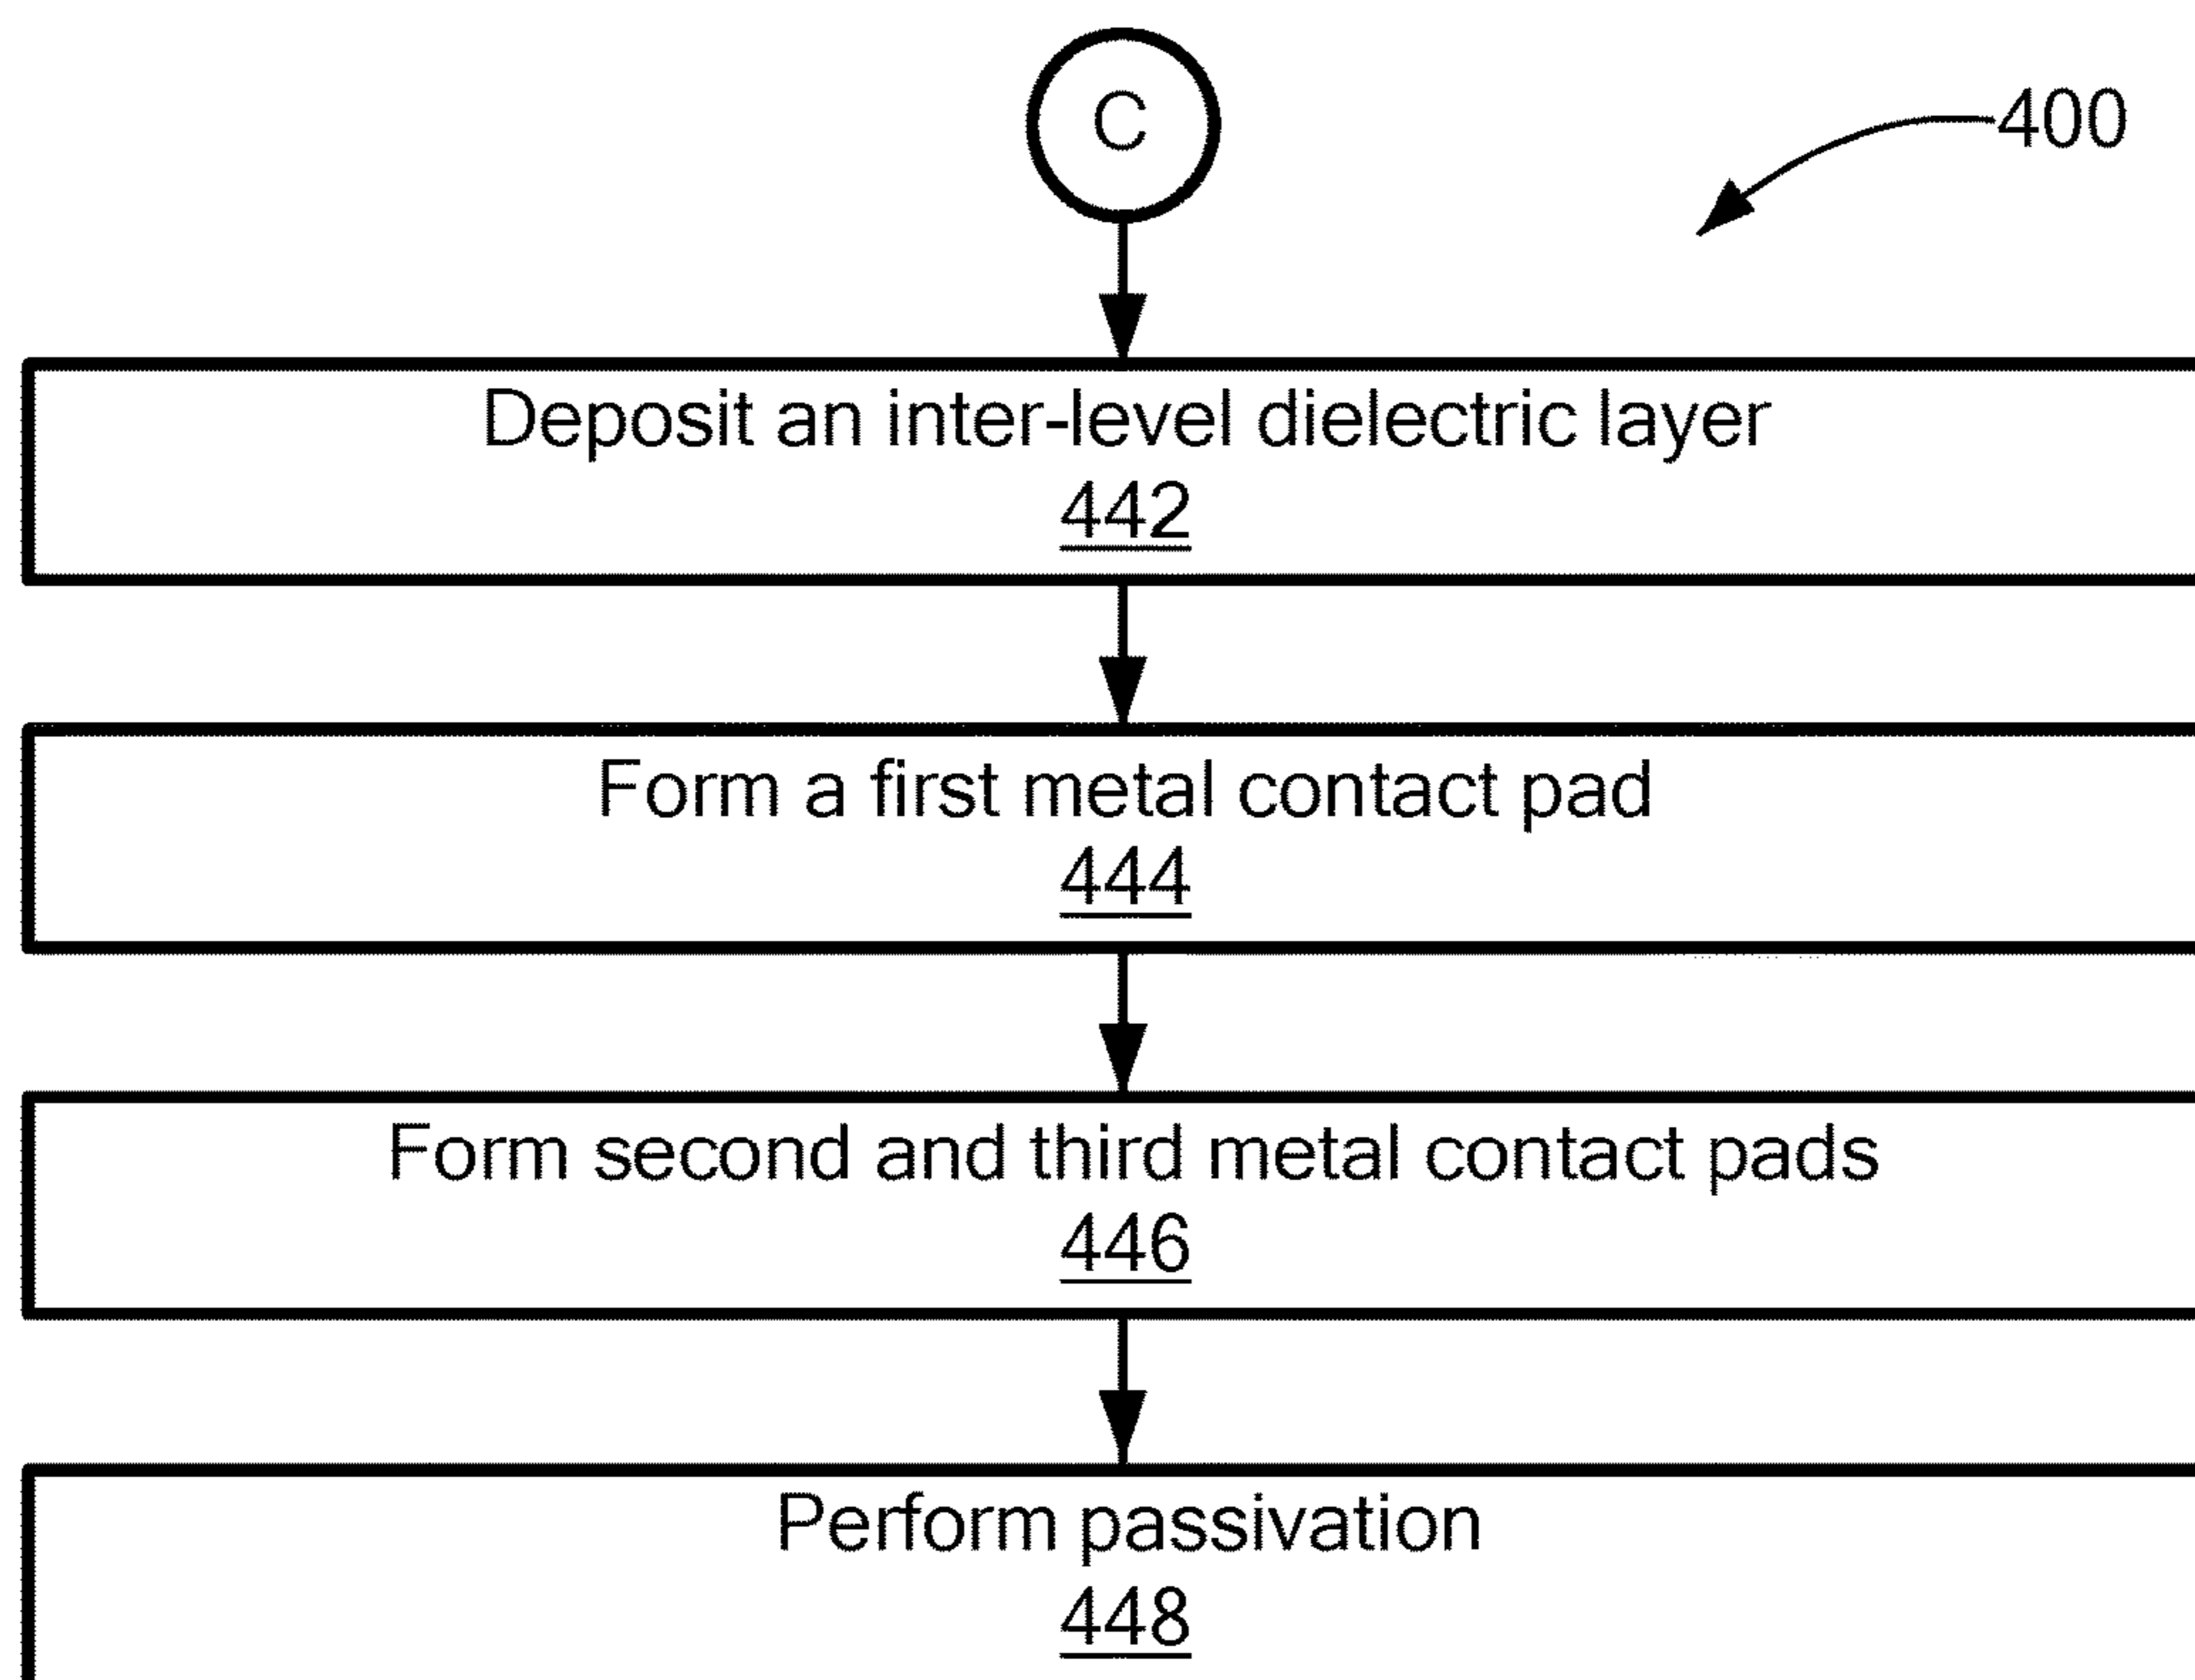 C
400
Deposit an inter-level dielectric layer
442
Form a first metal contact pad
444
Form second and third metal contact pads
446
Perform passivation
448